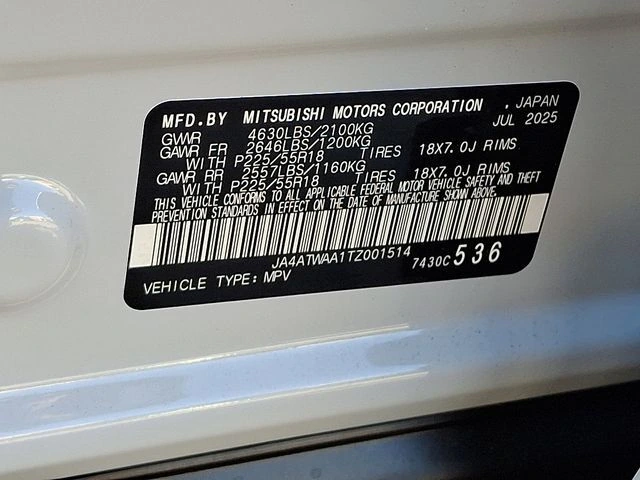 MFD.BY MITSUBISHI MOTORS CORPORATION , JAPAN
JUL 2025
GVWR 4630LBS/2100KG
GAWR FR 2646LBS/1200KG
WITH P225/55R18 TIRES 18X7.0J RIMS
GAWR RR 2557LBS/1160KG
WITH P225/55R18 TIRES 18X7.0J RIMS
THIS VEHICLE CONFORMS TO ALL APPLICABLE FEDERAL MOTOR VEHICLE SAFETY AND THEFT
PREVENTION STANDARDS IN EFFECT ON THE DATE OF MANUFACTURE SHOWN ABOVE.
JA4ATWAA1TZ001514 7430C 536
VEHICLE TYPE: MPV